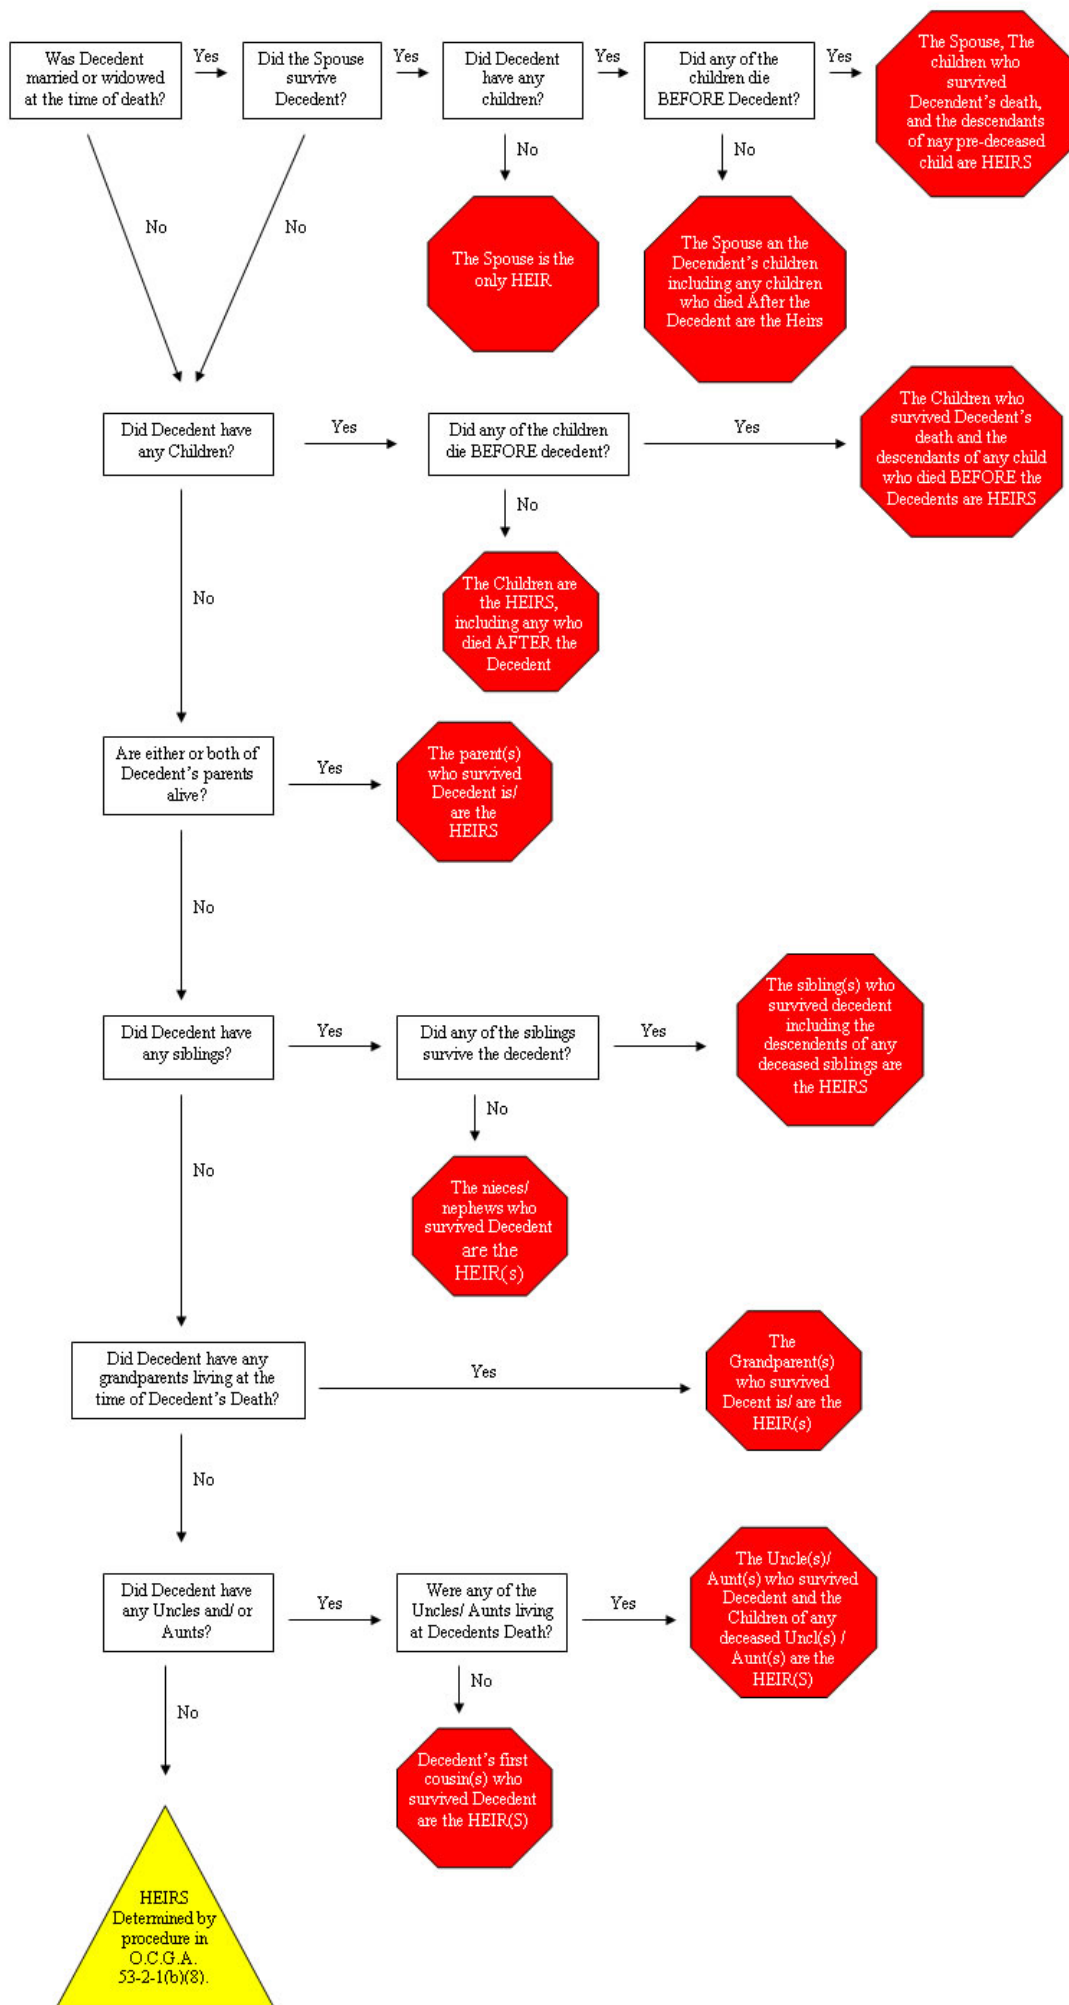 Was Decedent
married or widowed
at the time of death?
Yes
Did the Spouse
survive
Decedent?
Yes
Did Decedent
have any
children?
Yes
Did any of the
children die
BEFORE Decedent?
Yes
The Spouse, The
children who
survived
Decendent's death,
and the descendants
of nay pre-deceased
child are HEIRS
No
No
No
No
The Spouse is the
only HEIR
The Spouse an the
Decendent's children
including any children
who died After the
Decedent are the Heirs
Did Decedent have
any Children?
Yes
Did any of the children
die BEFORE decedent?
Yes
The Children who
survived Decedent's
death and the
descendants of any child
who died BEFORE the
Decedents are HEIRS
No
No
The Children are
the HEIRS,
including any who
died AFTER the
Decedent
Are either or both of
Decedent's parents
alive?
Yes
The parent(s)
who survived
Decedent is/
are the
HEIRS
No
Did Decedent have
any siblings?
Yes
Did any of the siblings
survive the decedent?
Yes
The sibling(s) who
survived decedent
including the
descendents of any
deceased siblings are
the HEIRS
No
No
The nieces/
nephews who
survived Decedent
are the
HEIR(s)
Did Decedent have any
grandparents living at the
time of Decedent's Death?
Yes
The
Grandparent(s)
who survived
Decent is/ are the
HEIR(s)
No
Did Decedent have
any Uncles and/ or
Aunts?
Yes
Were any of the
Uncles/ Aunts living
at Decedents Death?
Yes
The Uncle(s)/
Aunt(s) who survived
Decedent and the
Children of any
deceased Uncl(s) /
Aunt(s) are the
HEIR(S)
No
No
Decedent's first
cousin(s) who
survived Decedent
are the HEIR(S)
HEIRS
Determined by
procedure in
O.C.G.A.
53-2-1(b)(8).